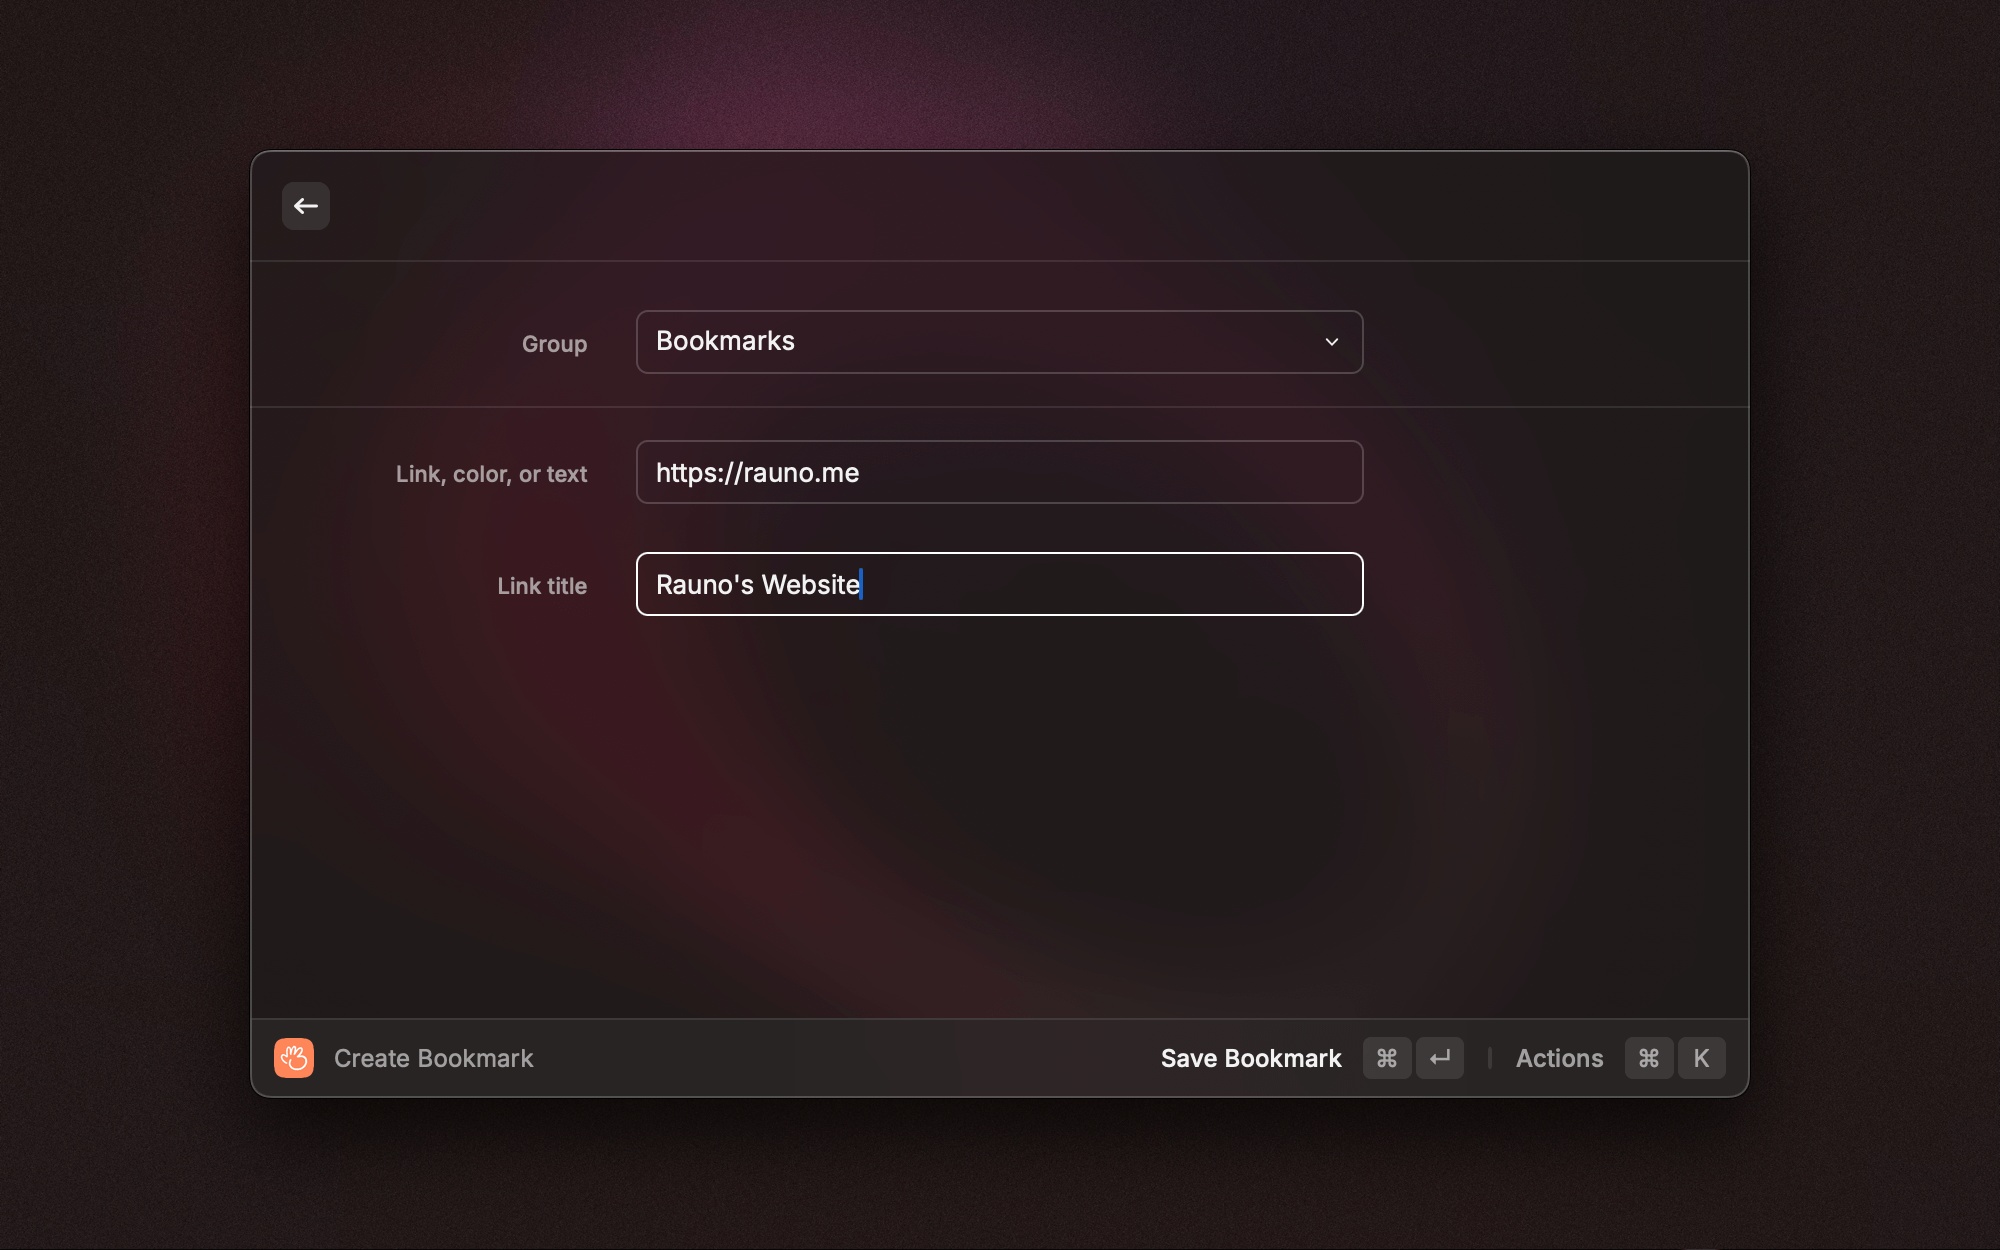 Group
Bookmarks
Link, color, or text
https://rauno.me
Link title
Rauno's Website
Create Bookmark
Save Bookmark ⌘ ↵
Actions ⌘ K